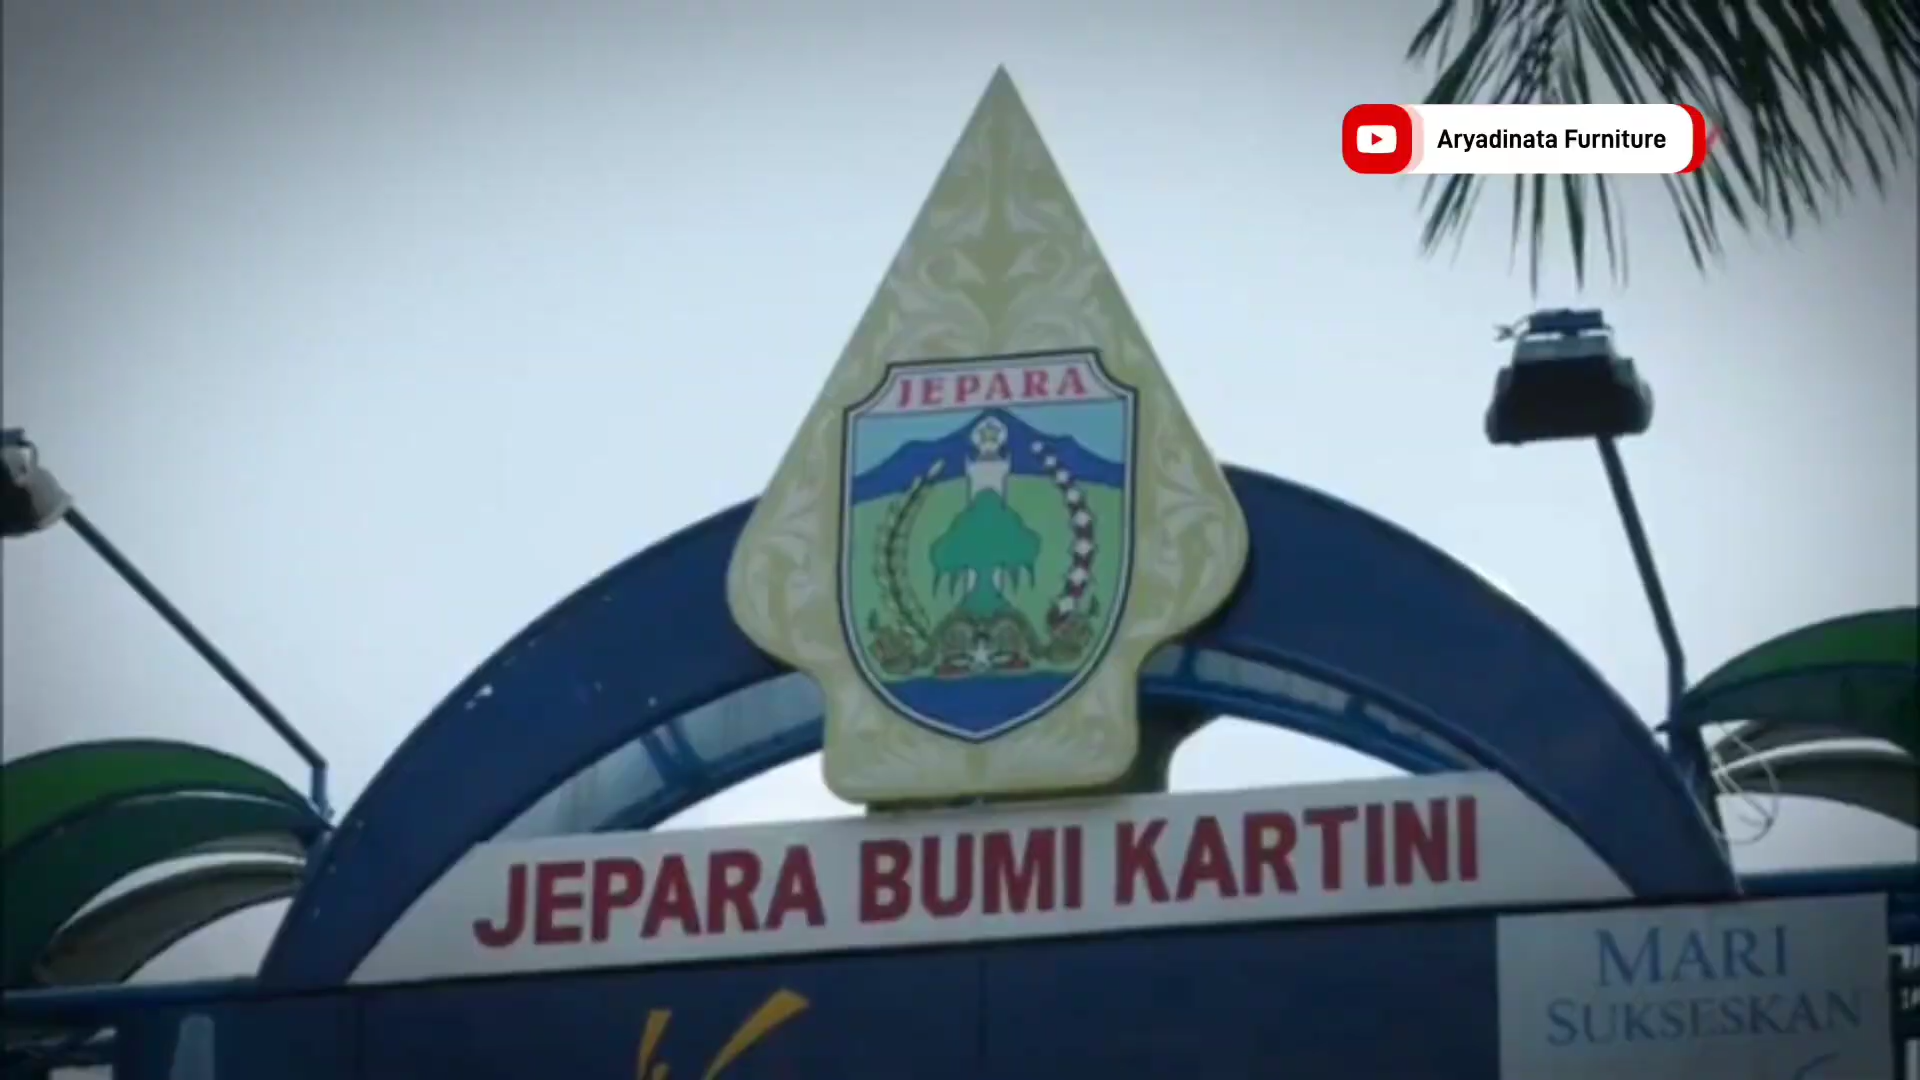 Aryadinata Furniture
JEPARA
JEPARA BUMI KARTINI
MARI
SUKSESKAN